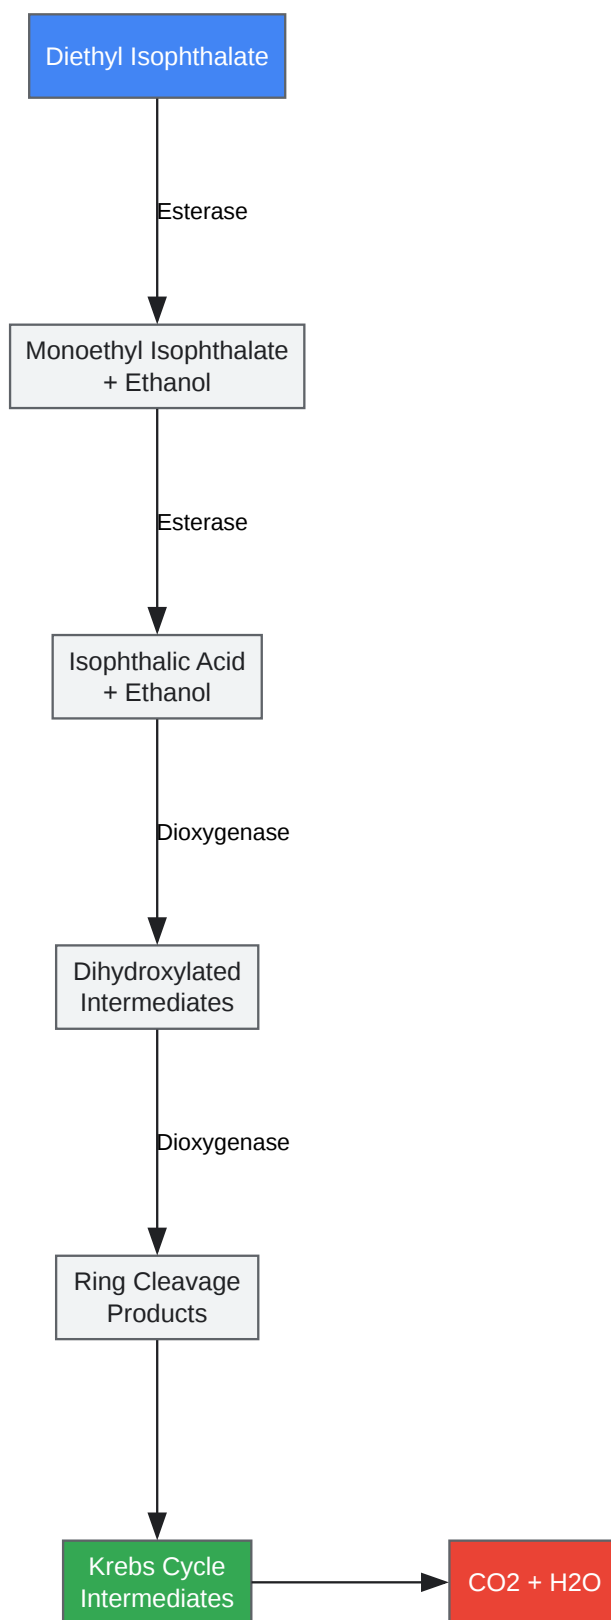 Diethyl Isophthalate
Esterase
Monoethyl Isophthalate
+ Ethanol
Esterase
Isophthalic Acid
+ Ethanol
Dioxygenase
Dihydroxylated
Intermediates
Dioxygenase
Ring Cleavage
Products
Krebs Cycle
Intermediates
CO2 + H2O